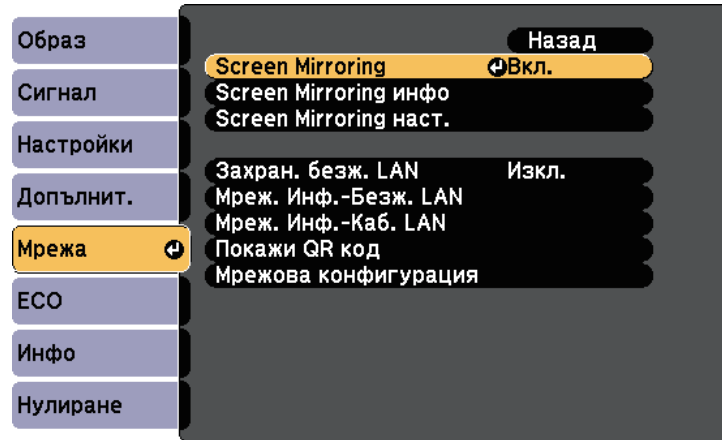 Образ
Сигнал
Настройки
Допълнит.
Мрежа
ECO
Инфо
Нулиране
Назад
Screen Mirroring Вкл.
Screen Mirroring инфо
Screen Mirroring наст.
Захран. безж. LAN Изкл.
Мреж. Инф.-Безж. LAN
Мреж. Инф.-Каб. LAN
Покажи QR код
Мрежова конфигурация